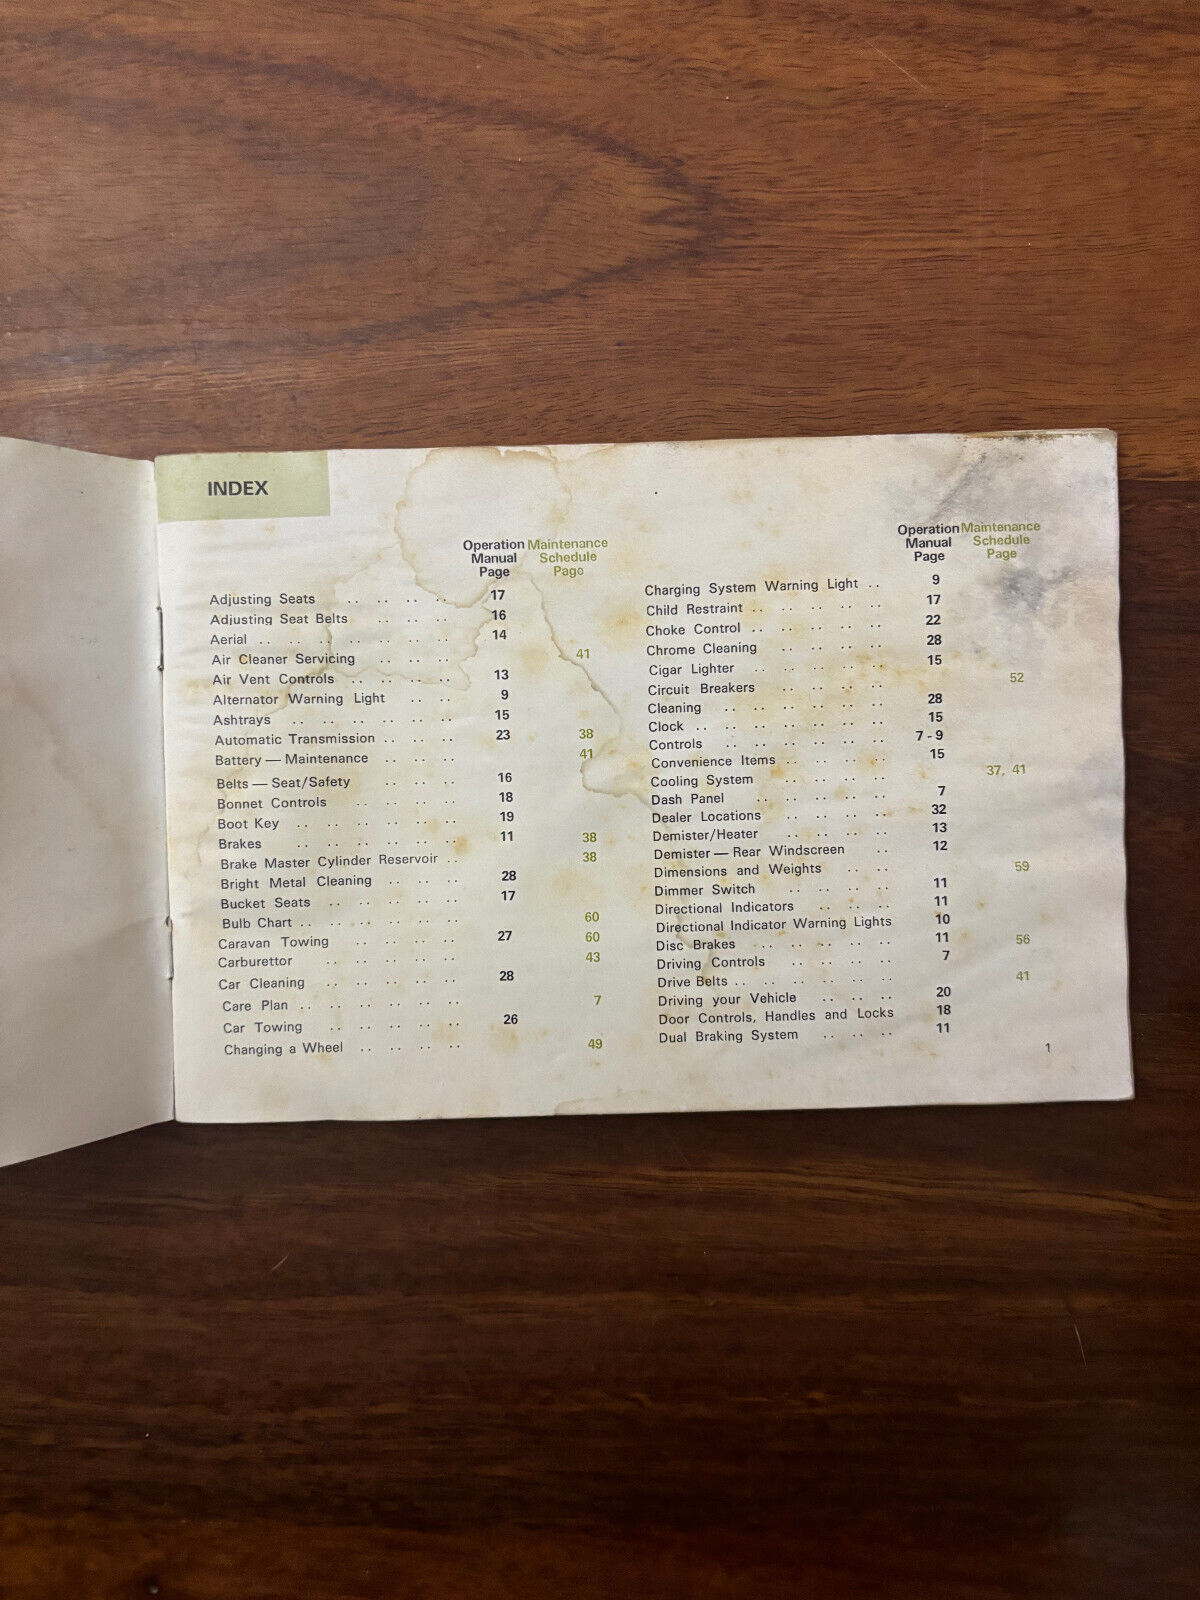 INDEX
Operation Maintenance
Manual Schedule
Page Page
Adjusting Seats .. .. .. .. 17
Adjusting Seat Belts .. .. .. 16
Aerial .. .. .. .. .. .. .. 14
Air Cleaner Servicing .. .. .. 41
Air Vent Controls .. .. .. .. 13
Alternator Warning Light .. .. 9
Ashtrays .. .. .. .. .. .. 15
Automatic Transmission .. .. .. 23 38
Battery — Maintenance .. .. .. 41
Belts — Seat/Safety .. .. .. 16
Bonnet Controls .. .. .. .. 18
Boot Key .. .. .. .. .. .. 19
Brakes .. .. .. .. .. .. 11 38
Brake Master Cylinder Reservoir .. 38
Bright Metal Cleaning .. .. .. 28
Bucket Seats .. .. .. .. .. 17
Bulb Chart .. .. .. .. .. .. 60
Caravan Towing .. .. .. .. 27 60
Carburettor .. .. .. .. .. 43
Car Cleaning .. .. .. .. .. 28
Care Plan .. .. .. .. .. .. 7
Car Towing .. .. .. .. .. 26
Changing a Wheel .. .. .. .. 49
Operation Maintenance
Manual Schedule
Page Page
Charging System Warning Light .. 9
Child Restraint .. .. .. .. .. 17
Choke Control .. .. .. .. .. 22
Chrome Cleaning .. .. .. .. 28
Cigar Lighter .. .. .. .. .. 15
Circuit Breakers .. .. .. .. 52
Cleaning .. .. .. .. .. .. 28
Clock .. .. .. .. .. .. .. 15
Controls .. .. .. .. .. .. 7 - 9
Convenience Items .. .. .. .. 15
Cooling System .. .. .. .. 37, 41
Dash Panel .. .. .. .. .. 7
Dealer Locations .. .. .. .. 32
Demister/Heater .. .. .. .. 13
Demister — Rear Windscreen .. 12
Dimensions and Weights .. .. 59
Dimmer Switch .. .. .. .. 11
Directional Indicators .. .. .. 11
Directional Indicator Warning Lights 10
Disc Brakes .. .. .. .. .. 11 56
Driving Controls .. .. .. .. 7
Drive Belts .. .. .. .. .. .. 41
Driving your Vehicle .. .. .. 20
Door Controls, Handles and Locks 18
Dual Braking System .. .. .. 11
1